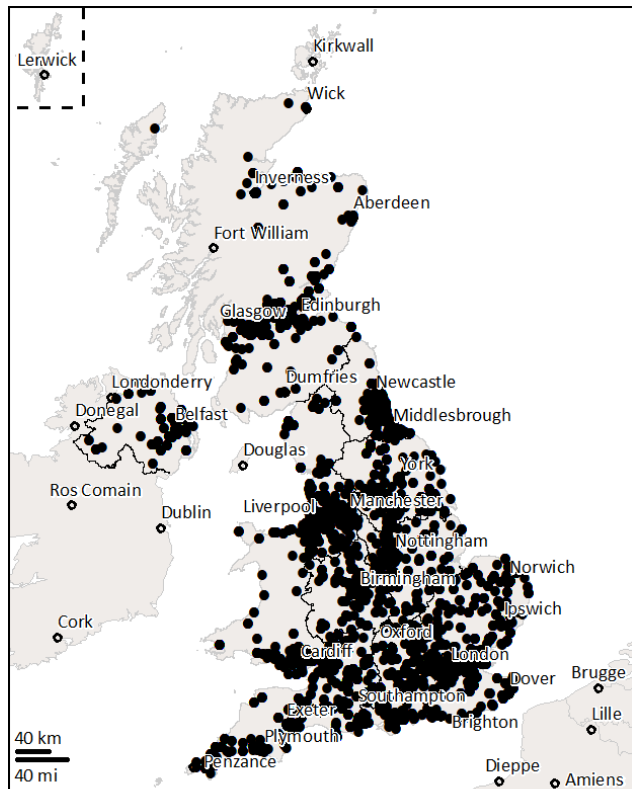 Kirkwall
Lerwick
Wick
Inverness
Aberdeen
Fort William
Glasgow
Edinburgh
Dumfries
Londonderry
Newcastle
Donegal
Belfast
Middlesbrough
Douglas
York
Ros Comain
Liverpool
Manchester
Dublin
Nottingham
Norwich
Birmingham
Ipswich
Cork
Oxford
Cardiff
London
Dover
Brugge
Southampton
Exeter
Brighton
Lille
Plymouth
40 km
Penzance
40 mi
Dieppe
Amiens